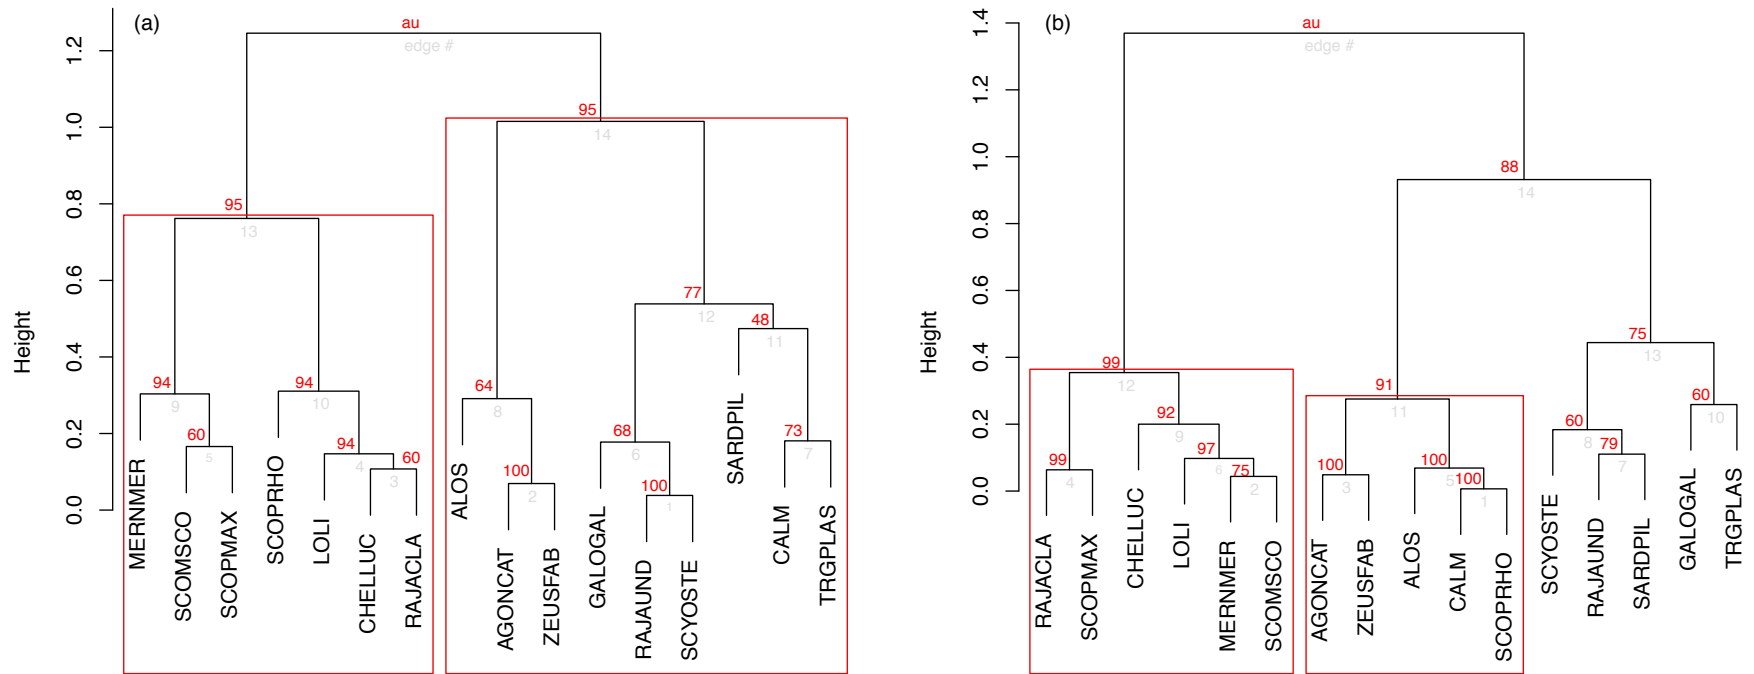 (a)
au
edge #
Height
0.0
0.2
0.4
0.6
0.8
1.0
1.2
95
14
95
13
77
12
48
11
94
9
94
10
64
8
60
5
94
4
60
3
100
2
68
6
100
1
73
7
MERNMER
SCOMSCO
SCOPMAX
SCOPRHO
LOLI
CHELLUC
RAJACLA
ALOS
AGONCAT
ZEUSFAB
GALOGAL
RAJAUND
SCYOSTE
SARDPIL
CALM
TRGPLAS
(b)
au
edge #
Height
0.0
0.2
0.4
0.6
0.8
1.0
1.2
1.4
88
14
75
13
99
12
91
11
60
10
92
9
60
8
79
7
97
6
75
2
99
4
100
3
100
5
100
1
RAJACLA
SCOPMAX
CHELLUC
LOLI
MERNMER
SCOMSCO
AGONCAT
ZEUSFAB
ALOS
CALM
SCOPRHO
SCYOSTE
RAJAUND
SARDPIL
GALOGAL
TRGPLAS